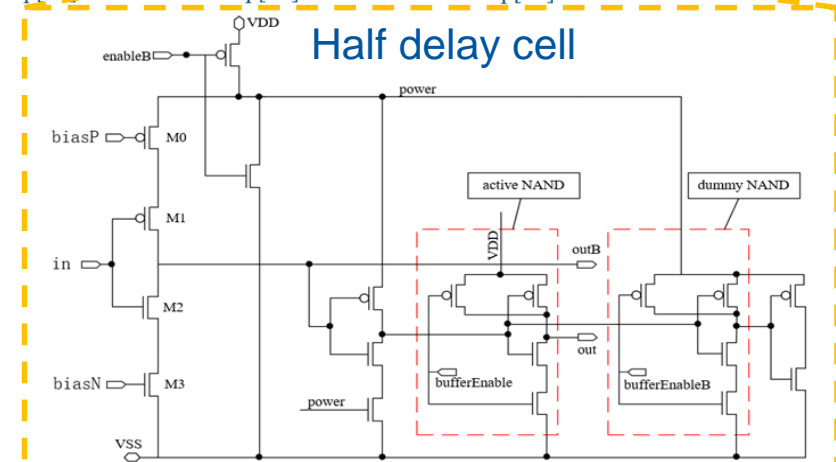 VDD
Half delay cell
enableB
power
biasP
M0
active NAND
dummy NAND
M1
VDD
outB
in
M2
out
bufferEnable
bufferEnableB
biasN
M3
power
VSS